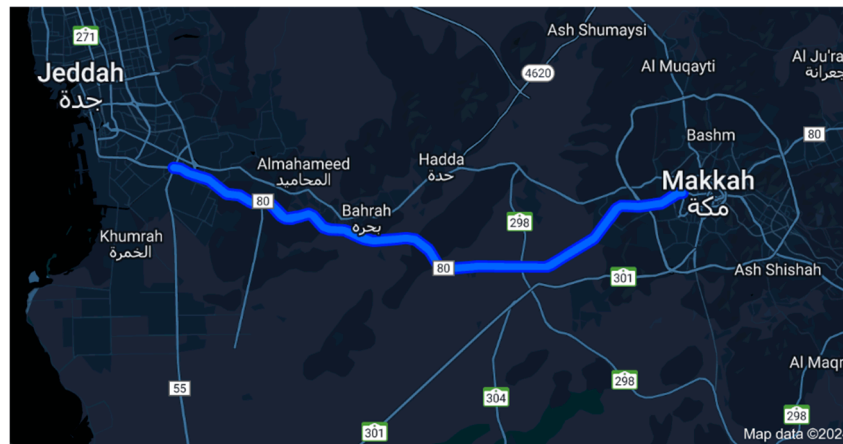 271
Ash Shumaysi
Jeddah
جدة
4620
Al Muqayti
Al Ju'ra
جعرانة
Bashm
80
Almahameed
المحاميد
Hadda
حدة
Makkah
مكة
80
Bahrah
بحره
298
Khumrah
الخمرة
80
301
Ash Shishah
55
298
304
Al Maqr
298
301
Map data ©202